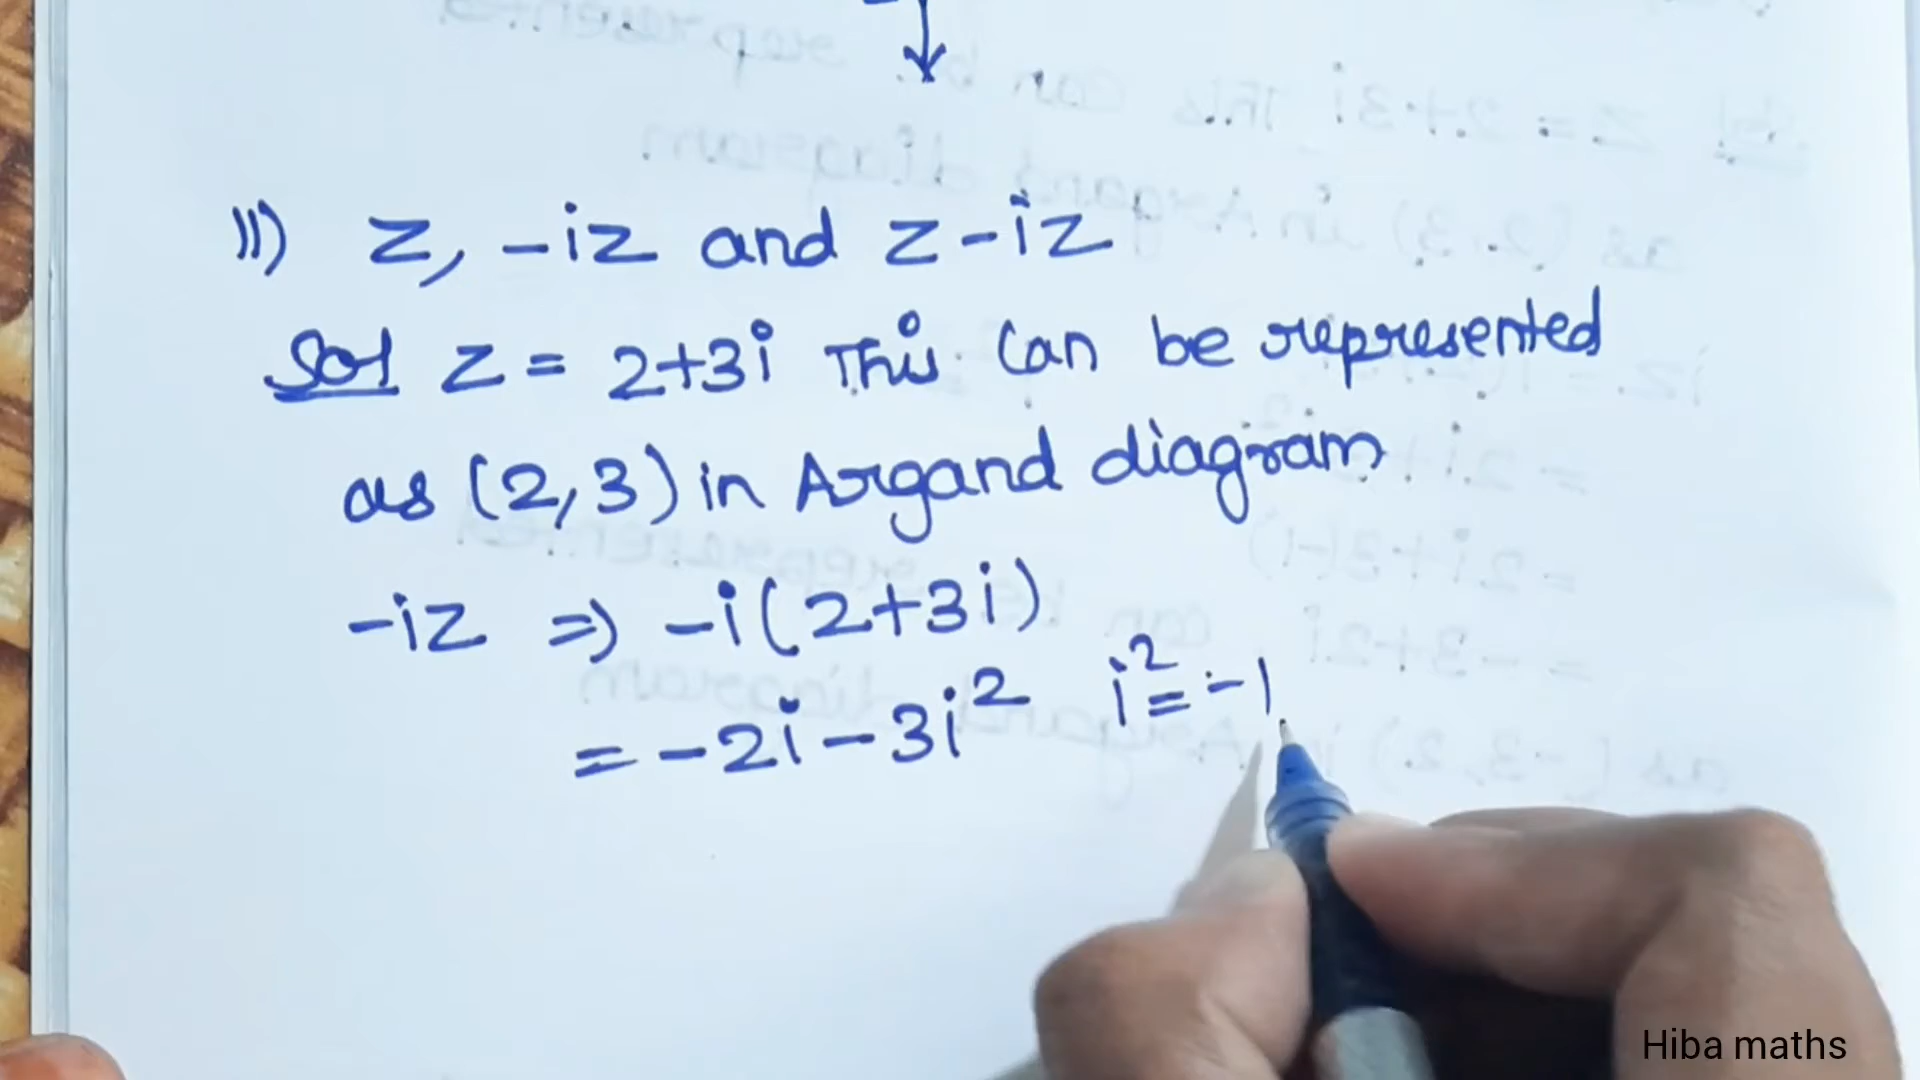 II) z, -iz and z-iz
Sol z = 2+3i This can be represented
as (2,3) in Argand diagram
-iz ⇒ -i(2+3i)
= -2i - 3i² i² = -1
Hiba maths